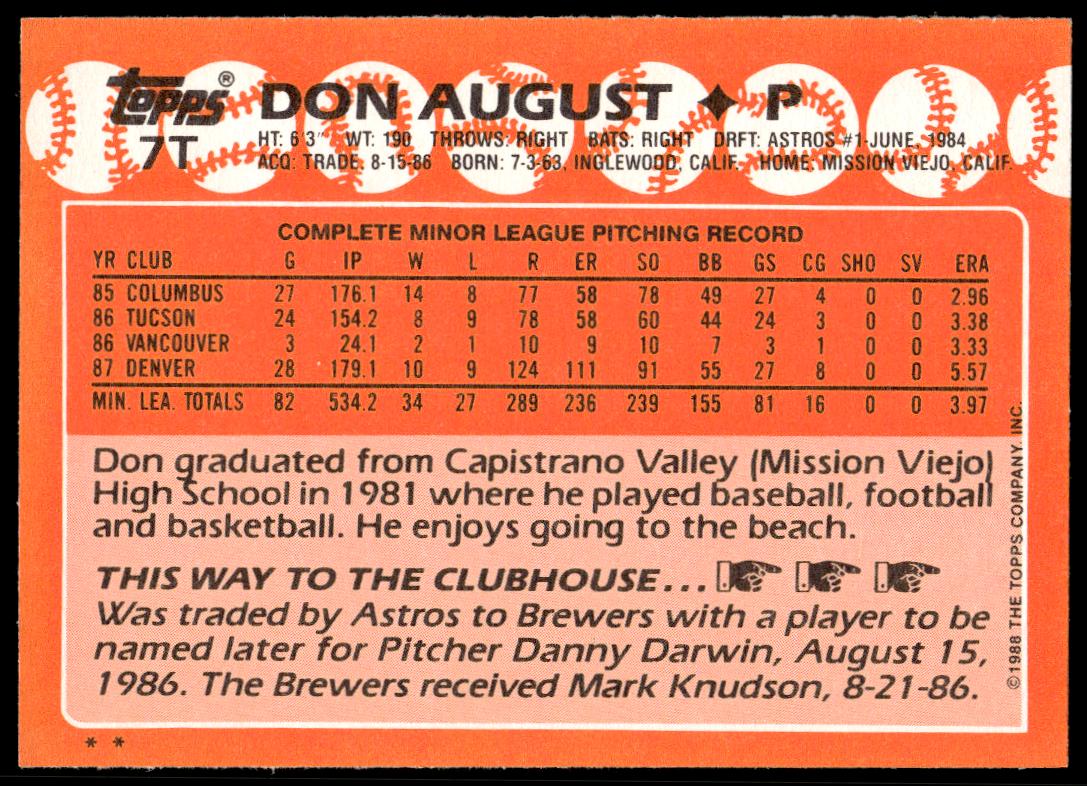 topps® DON AUGUST ♦ P
7T HT: 6'3" WT: 190 THROWS: RIGHT BATS: RIGHT DRFT: ASTROS #1-JUNE, 1984
ACQ: TRADE, 8-15-86 BORN: 7-3-63, INGLEWOOD, CALIF. HOME: MISSION VIEJO, CALIF.
COMPLETE MINOR LEAGUE PITCHING RECORD
YR CLUB G IP W L R ER SO BB GS CG SHO SV ERA
85 COLUMBUS 27 176.1 14 8 77 58 78 49 27 4 0 0 2.96
86 TUCSON 24 154.2 8 9 78 58 60 44 24 3 0 0 3.38
86 VANCOUVER 3 24.1 2 1 10 9 10 7 3 1 0 0 3.33
87 DENVER 28 179.1 10 9 124 111 91 55 27 8 0 0 5.57
MIN. LEA. TOTALS 82 534.2 34 27 289 236 239 155 81 16 0 0 3.97
Don graduated from Capistrano Valley (Mission Viejo)
High School in 1981 where he played baseball, football
and basketball. He enjoys going to the beach.
THIS WAY TO THE CLUBHOUSE...
Was traded by Astros to Brewers with a player to be
named later for Pitcher Danny Darwin, August 15,
1986. The Brewers received Mark Knudson, 8-21-86.
©1988 THE TOPPS COMPANY, INC.
* *